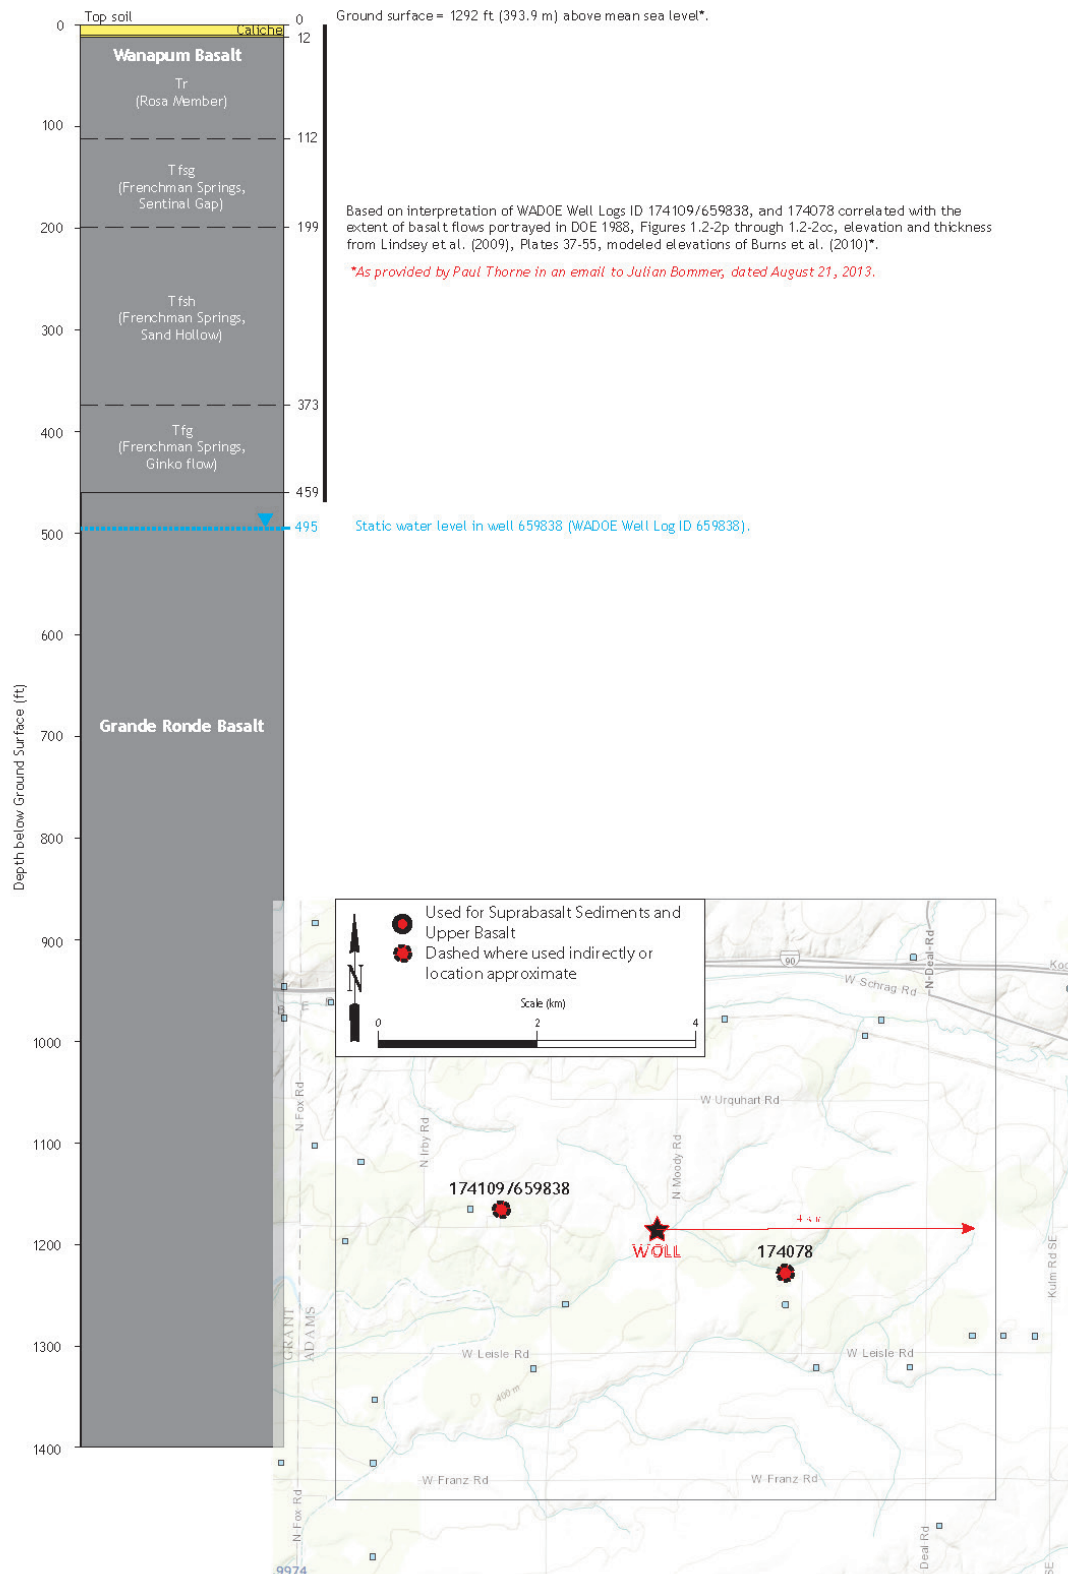 Top soil
0
Ground surface = 1292 ft (393.9 m) above mean sea level*.
0
Caliche
12
Wanapum Basalt
Tr
(Rosa Member)
100
112
Tfsg
(Frenchman Springs,
Sentinal Gap)
200
199
Based on interpretation of WADOE Well Logs ID 174109/659838, and 174078 correlated with the
extent of basalt flows portrayed in DOE 1988, Figures 1.2-2p through 1.2-2cc, elevation and thickness
from Lindsey et al. (2009), Plates 37-55, modeled elevations of Burns et al. (2010)*.
*As provided by Paul Thorne in an email to Julian Bommer, dated August 21, 2013.
Tfsh
(Frenchman Springs,
Sand Hollow)
300
373
400
Tfg
(Frenchman Springs,
Ginko flow)
459
495
Static water level in well 659838 (WADOE Well Log ID 659838).
500
600
Grande Ronde Basalt
700
Depth below Ground Surface (ft)
800
900
1000
1100
1200
1300
1400
Used for Suprabasalt Sediments and
Upper Basalt
Dashed where used indirectly or
location approximate
N
Scale (km)
0
2
4
90
N Deal Rd
W Schrag Rd
N Fox Rd
N Irby Rd
W Urquhart Rd
N Moody Rd
174109/659838
WOLL
174078
Kulm Rd SE
GRANT
ADAMS
W Leisle Rd
W Leisle Rd
400 m
W Franz Rd
W Franz Rd
N Fox Rd
Deal Rd
SE
9974